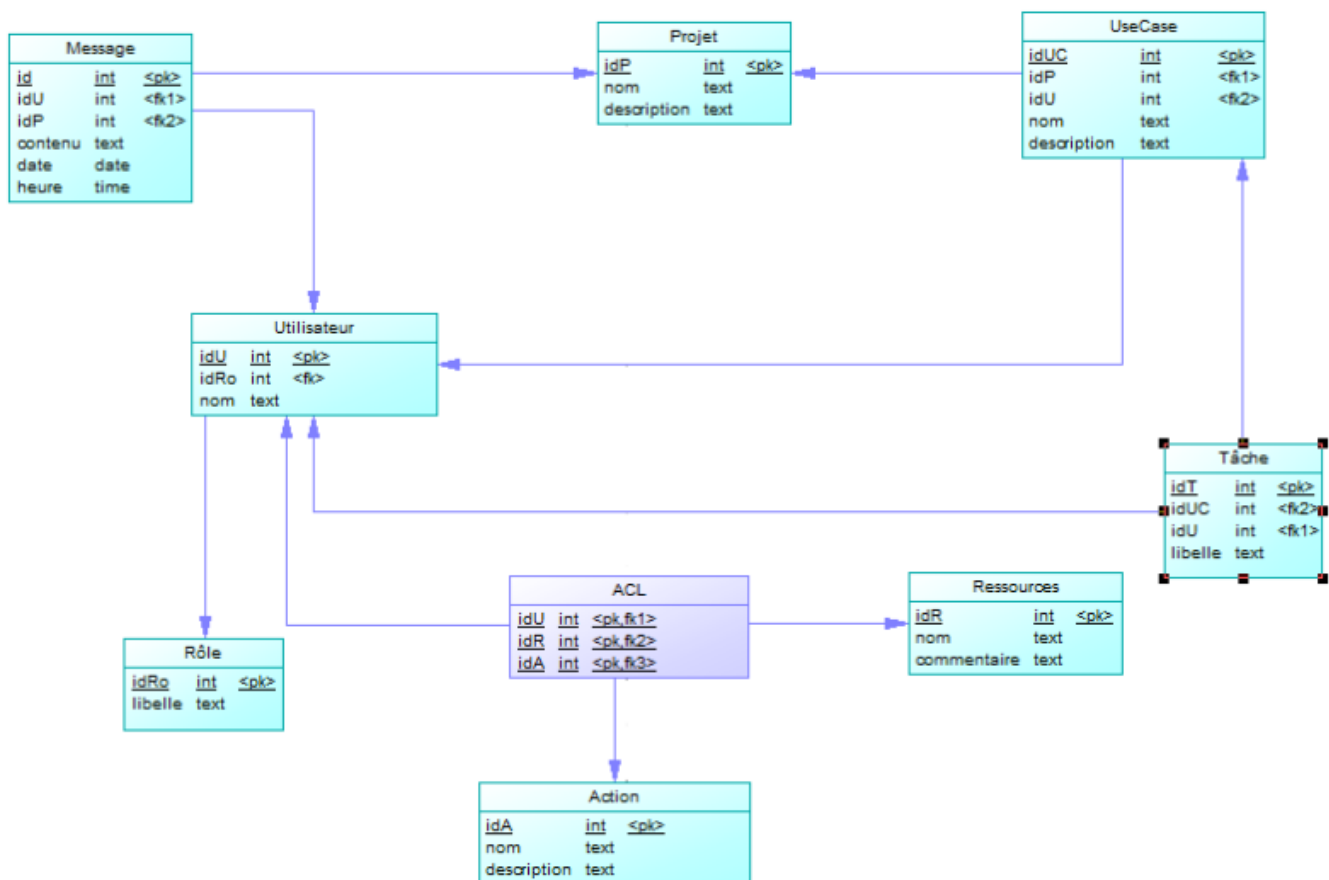 Message
id int <pk>
idU int <fk1>
idP int <fk2>
contenu text
date date
heure time
Projet
idP int <pk>
nom text
description text
UseCase
idUC int <pk>
idP int <fk1>
idU int <fk2>
nom text
description text
Utilisateur
idU int <pk>
idRo int <fk>
nom text
Tâche
idT int <pk>
idUC int <fk2>
idU int <fk1>
libelle text
ACL
idU int <pk,fk1>
idR int <pk,fk2>
idA int <pk,fk3>
Ressources
idR int <pk>
nom text
commentaire text
Rôle
idRo int <pk>
libelle text
Action
idA int <pk>
nom text
description text